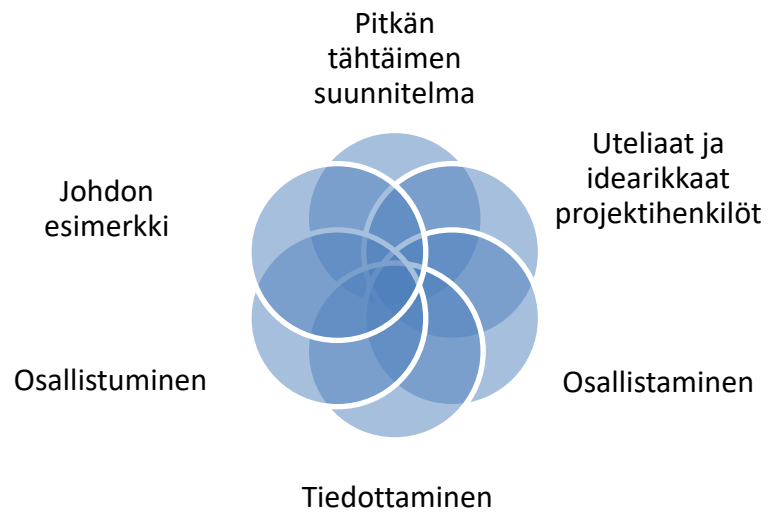 Pitkän
tähtäimen
suunnitelma
Uteliaat ja
idearikkaat
projektihenkilöt
Osallistaminen
Tiedottaminen
Osallistuminen
Johdon
esimerkki